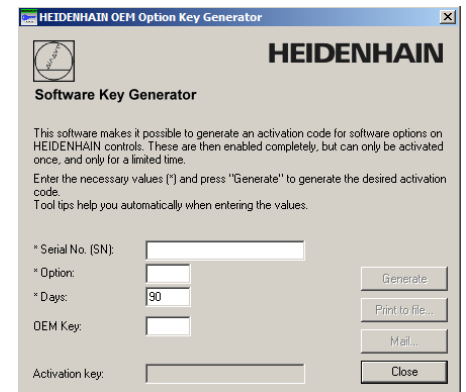 HEIDENHAIN OEM Option Key Generator
HEIDENHAIN
Software Key Generator
This software makes it possible to generate an activation code for software options on
HEIDENHAIN controls. These are then enabled completely, but can only be activated
once, and only for a limited time.
Enter the necessary values (*) and press "Generate" to generate the desired activation
code.
Tool tips help you automatically when entering the values.
* Serial No. (SN):
* Option:
Generate
* Days:
90
Print to file...
OEM Key:
Mail...
Activation key:
Close